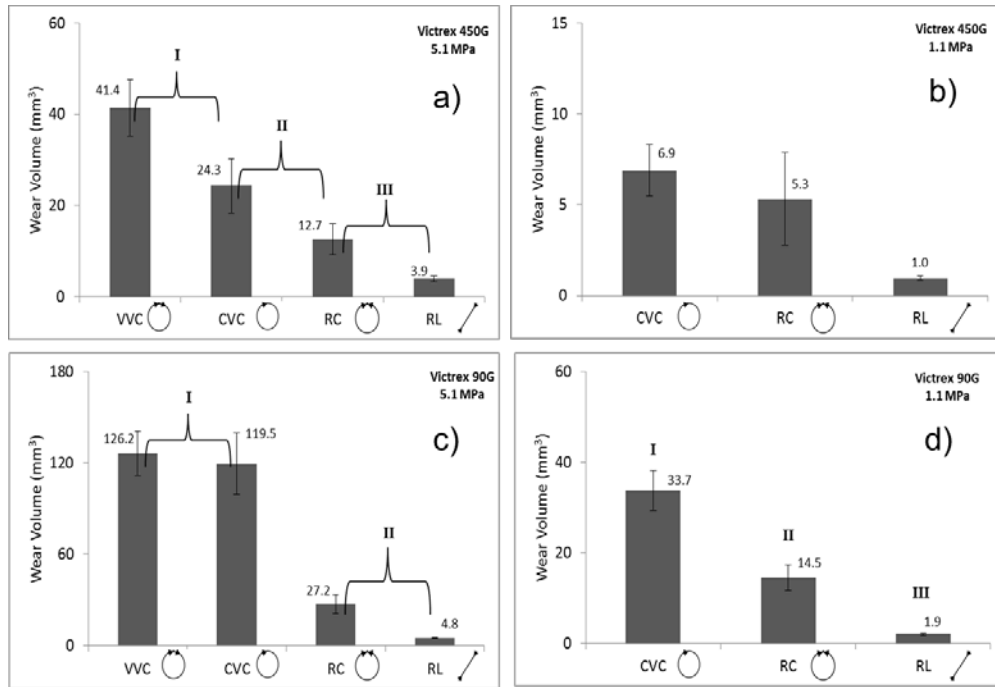 Victrex 450G
5.1 MPa
a)
Wear Volume (mm³)
60
40
20
0
I
II
III
41.4
24.3
12.7
3.9
VVC CVC RC RL
Victrex 450G
1.1 MPa
b)
Wear Volume (mm³)
15
10
5
0
6.9
5.3
1.0
CVC RC RL
Victrex 90G
5.1 MPa
c)
Wear Volume (mm³)
180
120
60
0
I
II
126.2
119.5
27.2
4.8
VVC CVC RC RL
Victrex 90G
1.1 MPa
d)
Wear Volume (mm³)
60
40
20
0
I
II
III
33.7
14.5
1.9
CVC RC RL